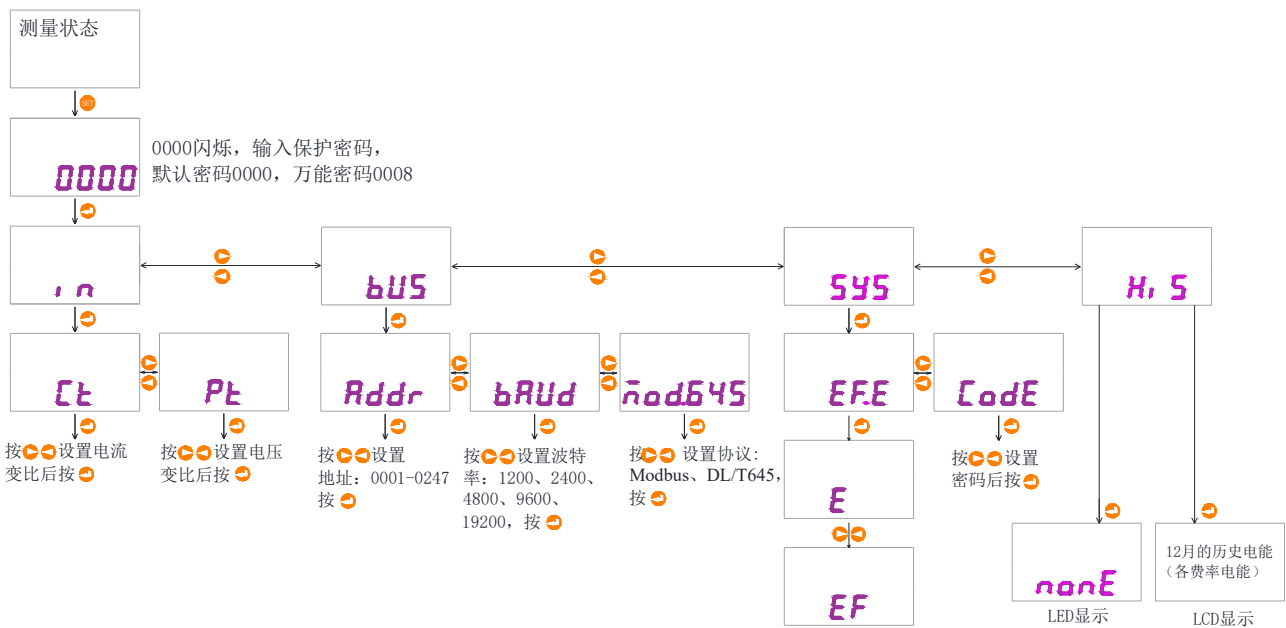 测量状态
SET
0000
0000闪烁，输入保护密码，
默认密码0000，万能密码0008
in
bUS
SYS
HiS
Ct
Pt
Addr
bAUd
mod.645
EF.E
CodE
按设置电流
变比后按
按设置电压
变比后按
按设置
地址：0001-0247
按
按设置波特
率：1200、2400、
4800、9600、
19200，按
按 设置协议：
Modbus、DL/T645，
按
按设置
密码后按
E
EF
nonE
LED显示
12月的历史电能
（各费率电能）
LCD显示